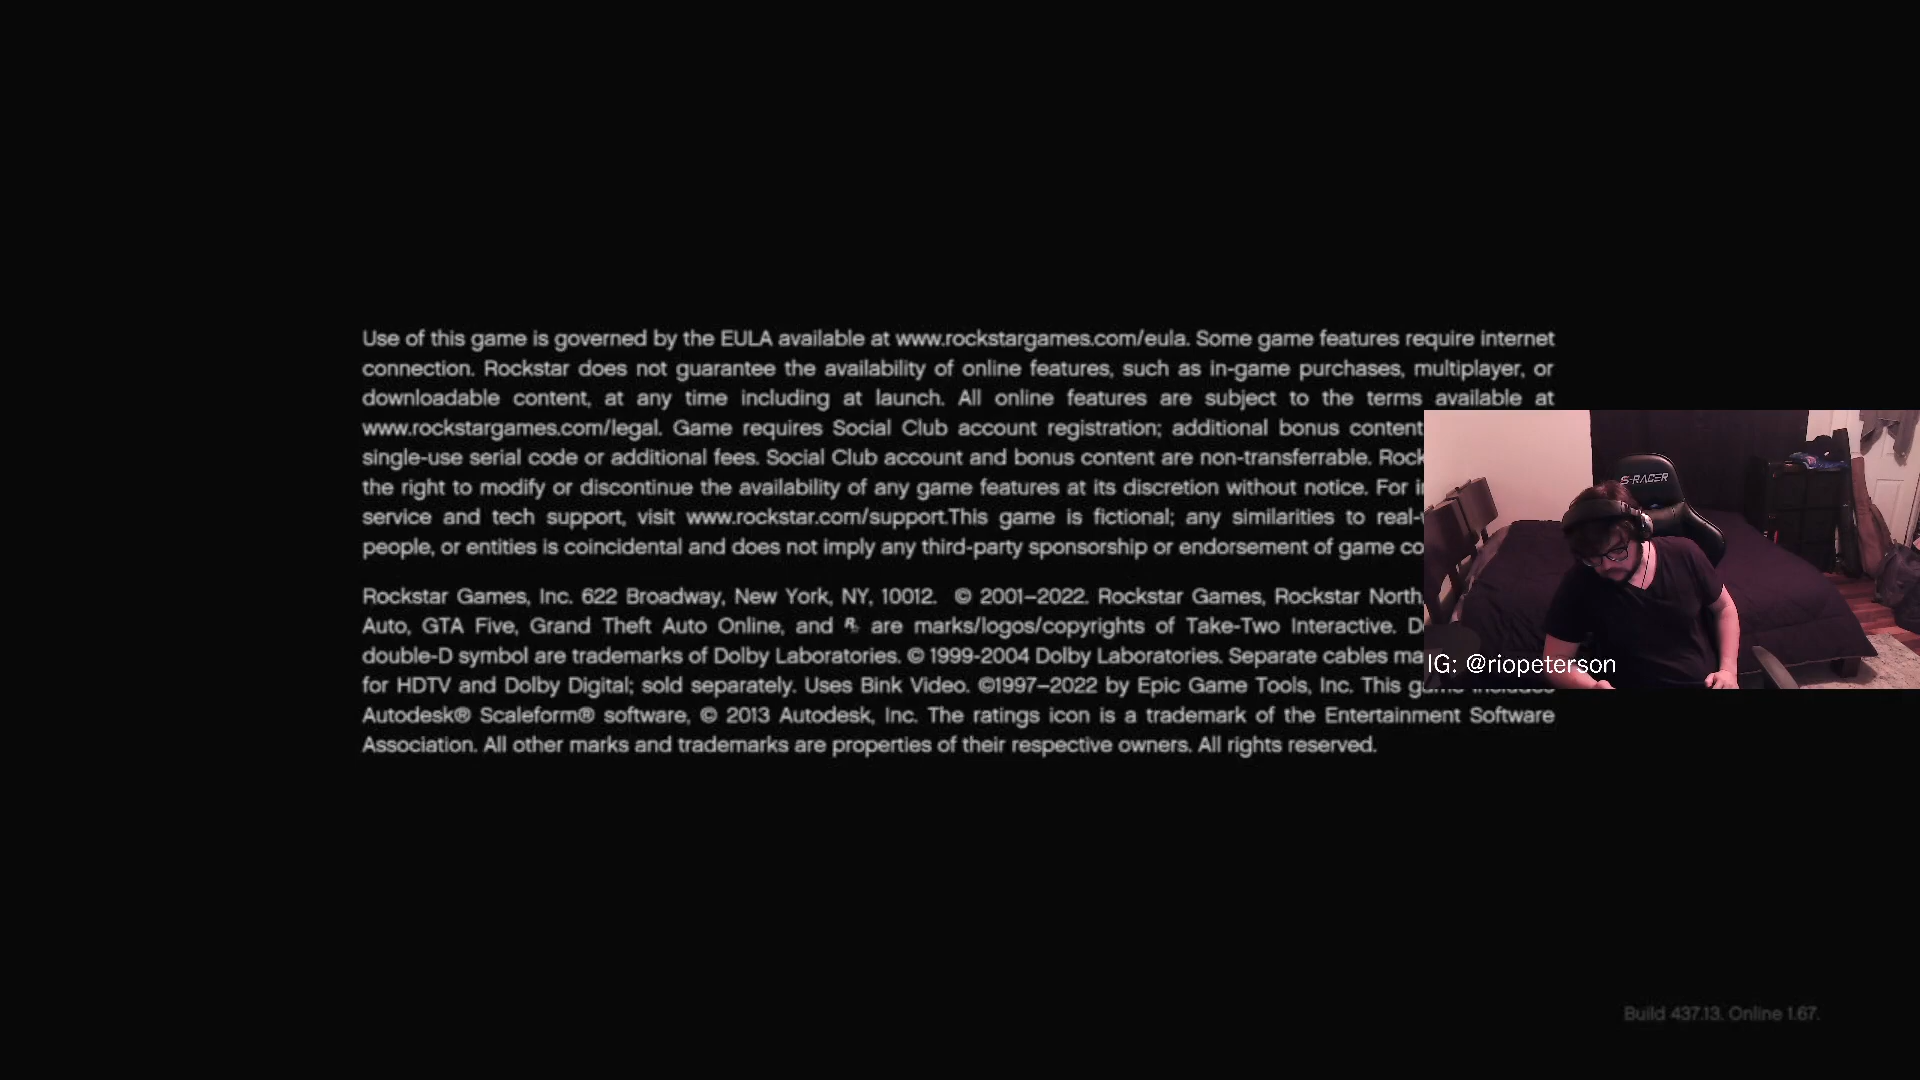 Use of this game is governed by the EULA available at www.rockstargames.com/eula. Some game features require internet
connection. Rockstar does not guarantee the availability of online features, such as in-game purchases, multiplayer, or
downloadable content, at any time including at launch. All online features are subject to the terms available at
www.rockstargames.com/legal. Game requires Social Club account registration; additional bonus content
single-use serial code or additional fees. Social Club account and bonus content are non-transferrable.
the right to modify or discontinue the availability of any game features at its discretion without notice. For
service and tech support, visit www.rockstar.com/support.This game is fictional; any similarities to
people, or entities is coincidental and does not imply any third-party sponsorship or endorsement of game
Rockstar Games, Inc. 622 Broadway, New York, NY, 10012. © 2001–2022. Rockstar Games, Rockstar North,
Auto, GTA Five, Grand Theft Auto Online, and R* are marks/logos/copyrights of Take-Two Interactive.
double-D symbol are trademarks of Dolby Laboratories. © 1999-2004 Dolby Laboratories. Separate cables
for HDTV and Dolby Digital; sold separately. Uses Bink Video. ©1997–2022 by Epic Game Tools, Inc. This game includes
Autodesk® Scaleform® software, © 2013 Autodesk, Inc. The ratings icon is a trademark of the Entertainment Software
Association. All other marks and trademarks are properties of their respective owners. All rights reserved.
S-RACER
IG: @riopeterson
Build 437.13. Online 1.67.